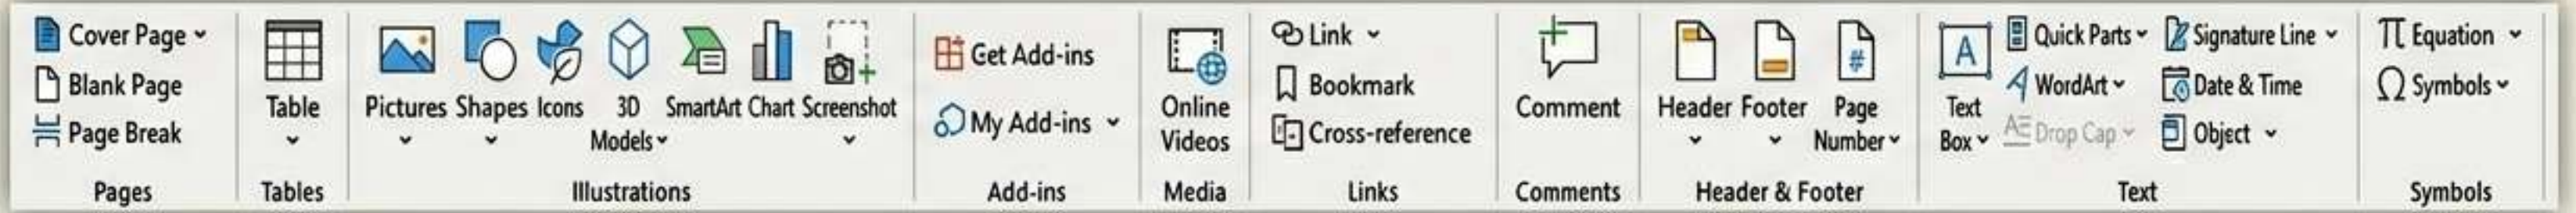 Cover Page
Blank Page
Page Break
Pages
Table
Tables
Pictures
Shapes
Icons
3D
Models
SmartArt
Chart
Screenshot
Illustrations
Get Add-ins
My Add-ins
Add-ins
Online
Videos
Media
Link
Bookmark
Cross-reference
Links
Comment
Comments
Header
Footer
Page
Number
#
Header & Footer
A
Text
Box
Quick Parts
A WordArt
AE Drop Cap
Signature Line
Date & Time
Object
Text
π Equation
Ω Symbols
Symbols